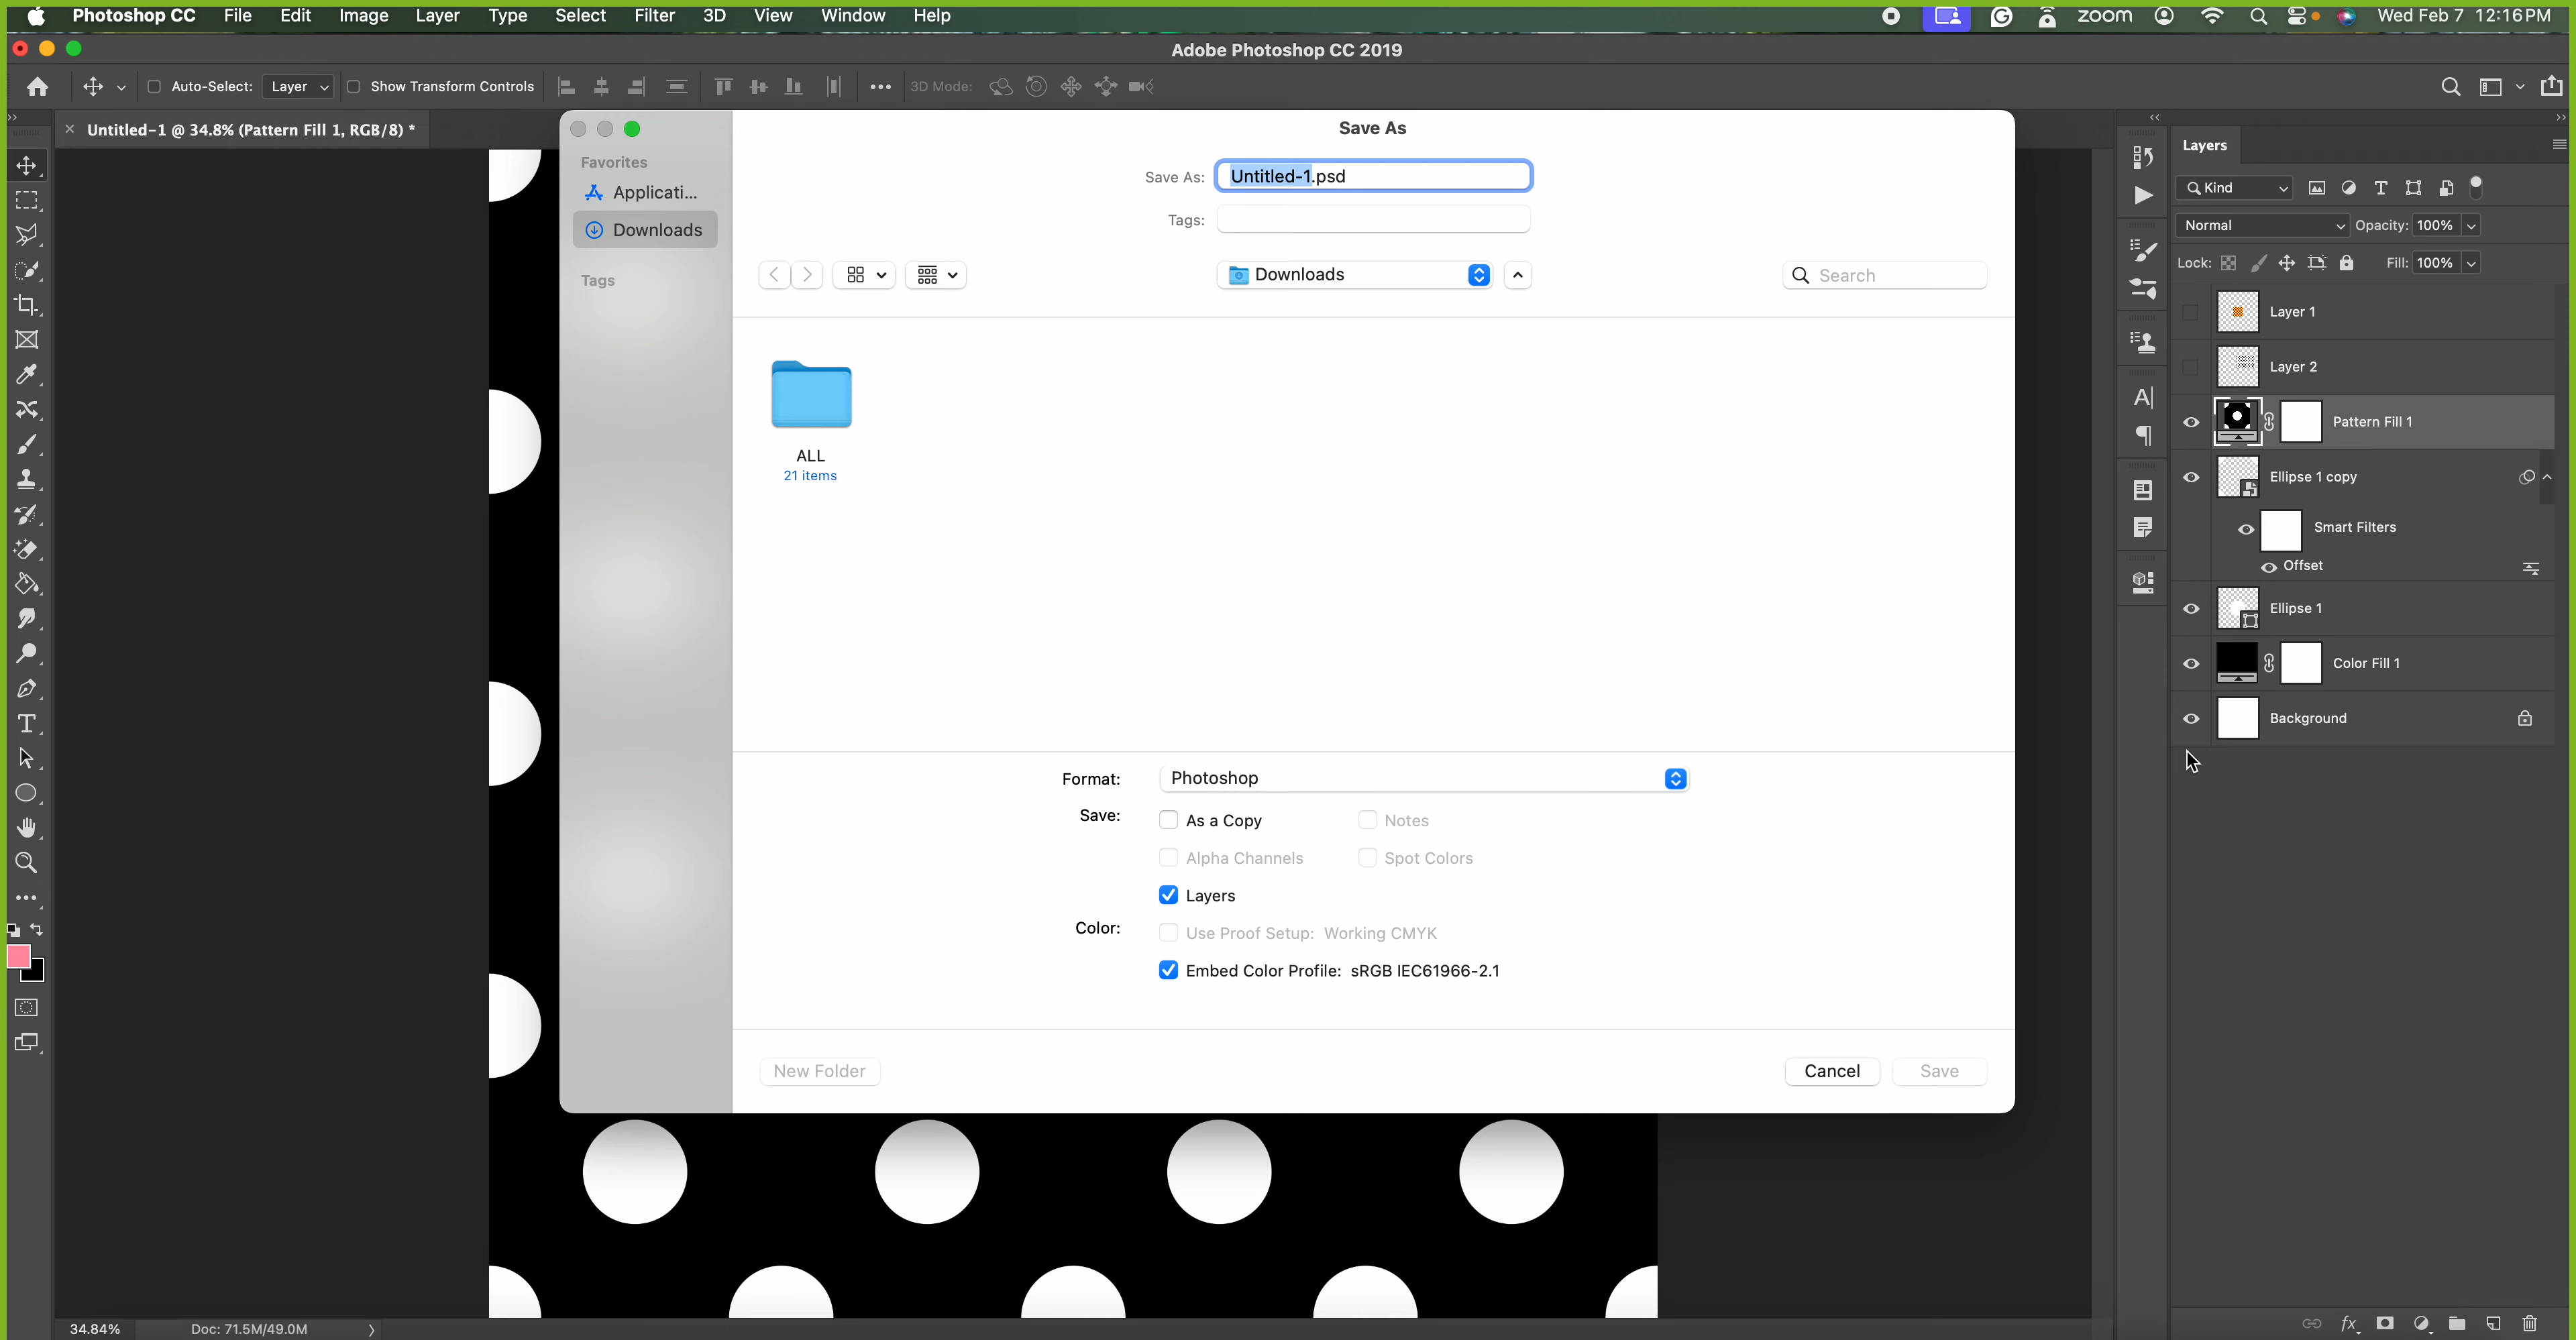 Photoshop CC File Edit Image Layer Type Select Filter 3D View Window Help zoom Wed Feb 7 12:16 PM
Adobe Photoshop CC 2019
Auto-Select: Layer Show Transform Controls 3D Mode:
Untitled-1 @ 34.8% (Pattern Fill 1, RGB/8) *
Save As
Favorites
Applicati...
Downloads
Tags
Save As: Untitled-1.psd
Tags:
Downloads
Search
ALL
21 items
Format: Photoshop
Save: As a Copy Notes
Alpha Channels Spot Colors
Layers
Color: Use Proof Setup: Working CMYK
Embed Color Profile: sRGB IEC61966-2.1
New Folder Cancel Save
Layers
Kind
Normal Opacity: 100%
Lock: Fill: 100%
Layer 1
Layer 2
Pattern Fill 1
Ellipse 1 copy
Smart Filters
Offset
Ellipse 1
Color Fill 1
Background
34.84% Doc: 71.5M/49.0M